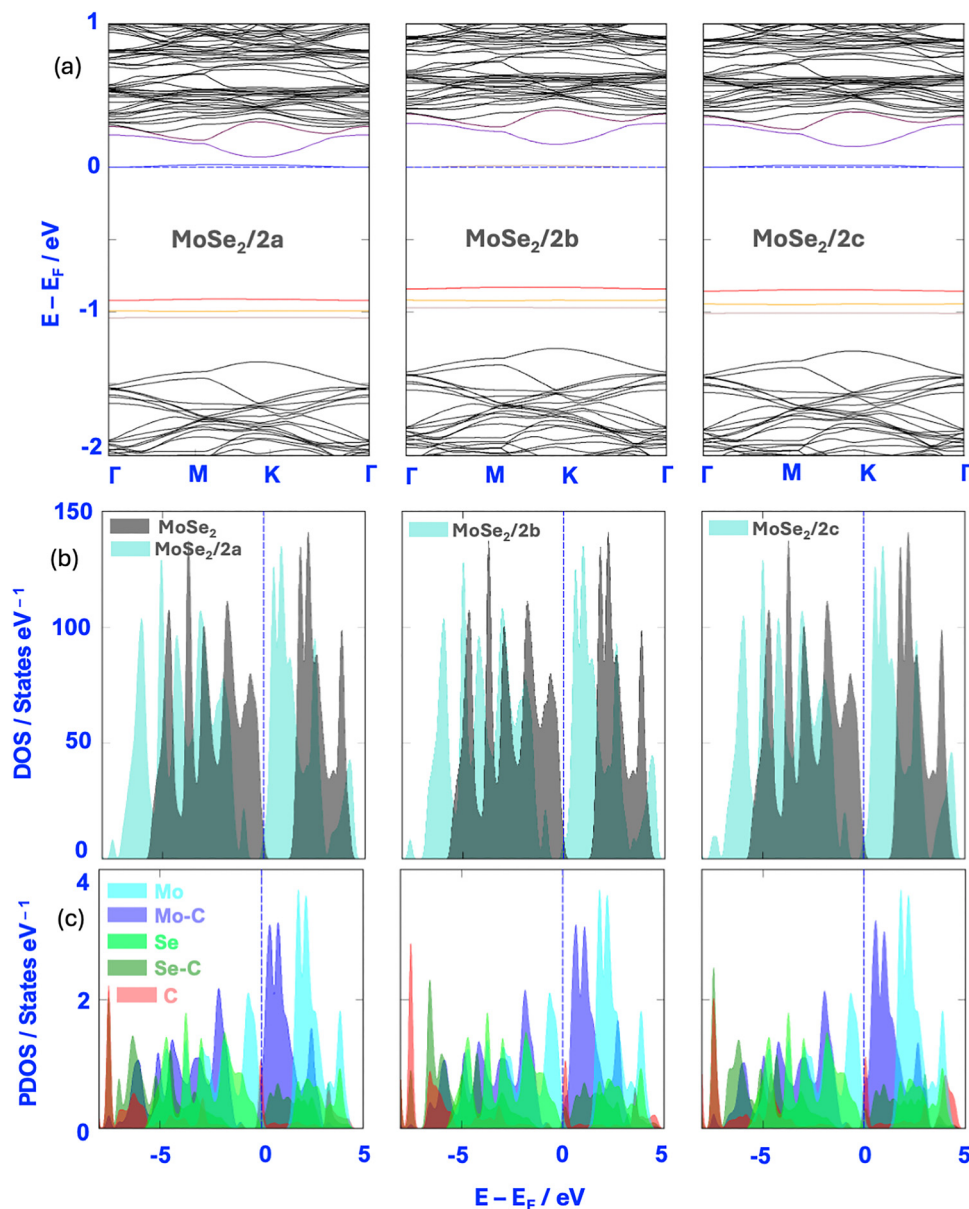 (a)
E – E_F / eV
1
0
-1
-2
MoSe₂/2a
MoSe₂/2b
MoSe₂/2c
Γ M K Γ
Γ M K Γ
Γ M K Γ
(b)
DOS / States eV⁻¹
150
100
50
0
MoSe₂
MoSe₂/2a
MoSe₂/2b
MoSe₂/2c
(c)
PDOS / States eV⁻¹
4
2
0
Mo
Mo-C
Se
Se-C
C
-5 0 5
-5 0 5
-5 0 5
E – E_F / eV